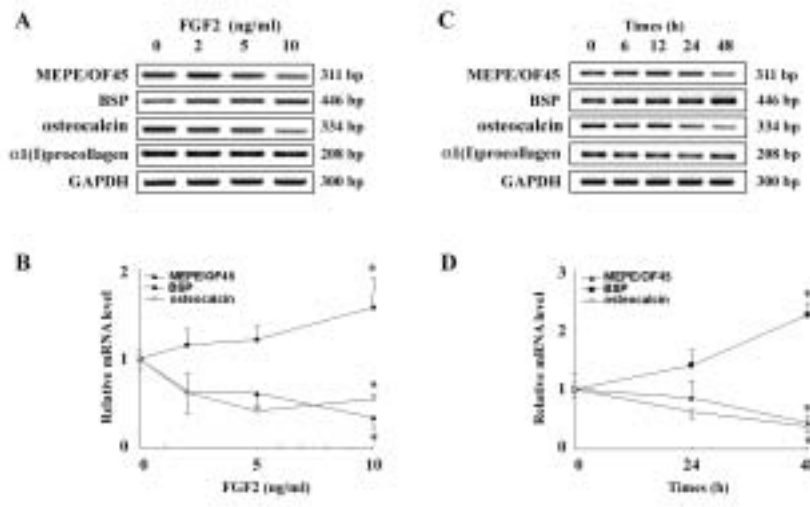 A
FGF2 (ng/ml)
0 2 5 10
MEPE/OF45 311 bp
BSP 446 bp
osteocalcin 334 bp
α1(I)procollagen 208 bp
GAPDH 300 bp
C
Times (h)
0 6 12 24 48
MEPE/OF45 311 bp
BSP 446 bp
osteocalcin 334 bp
α1(I)procollagen 208 bp
GAPDH 300 bp
B
MEPE/OF45
BSP
osteocalcin
Relative mRNA level
2
1
0
0 5 10
FGF2 (ng/ml)
D
MEPE/OF45
BSP
osteocalcin
Relative mRNA level
3
2
1
0
0 24
Times (h)